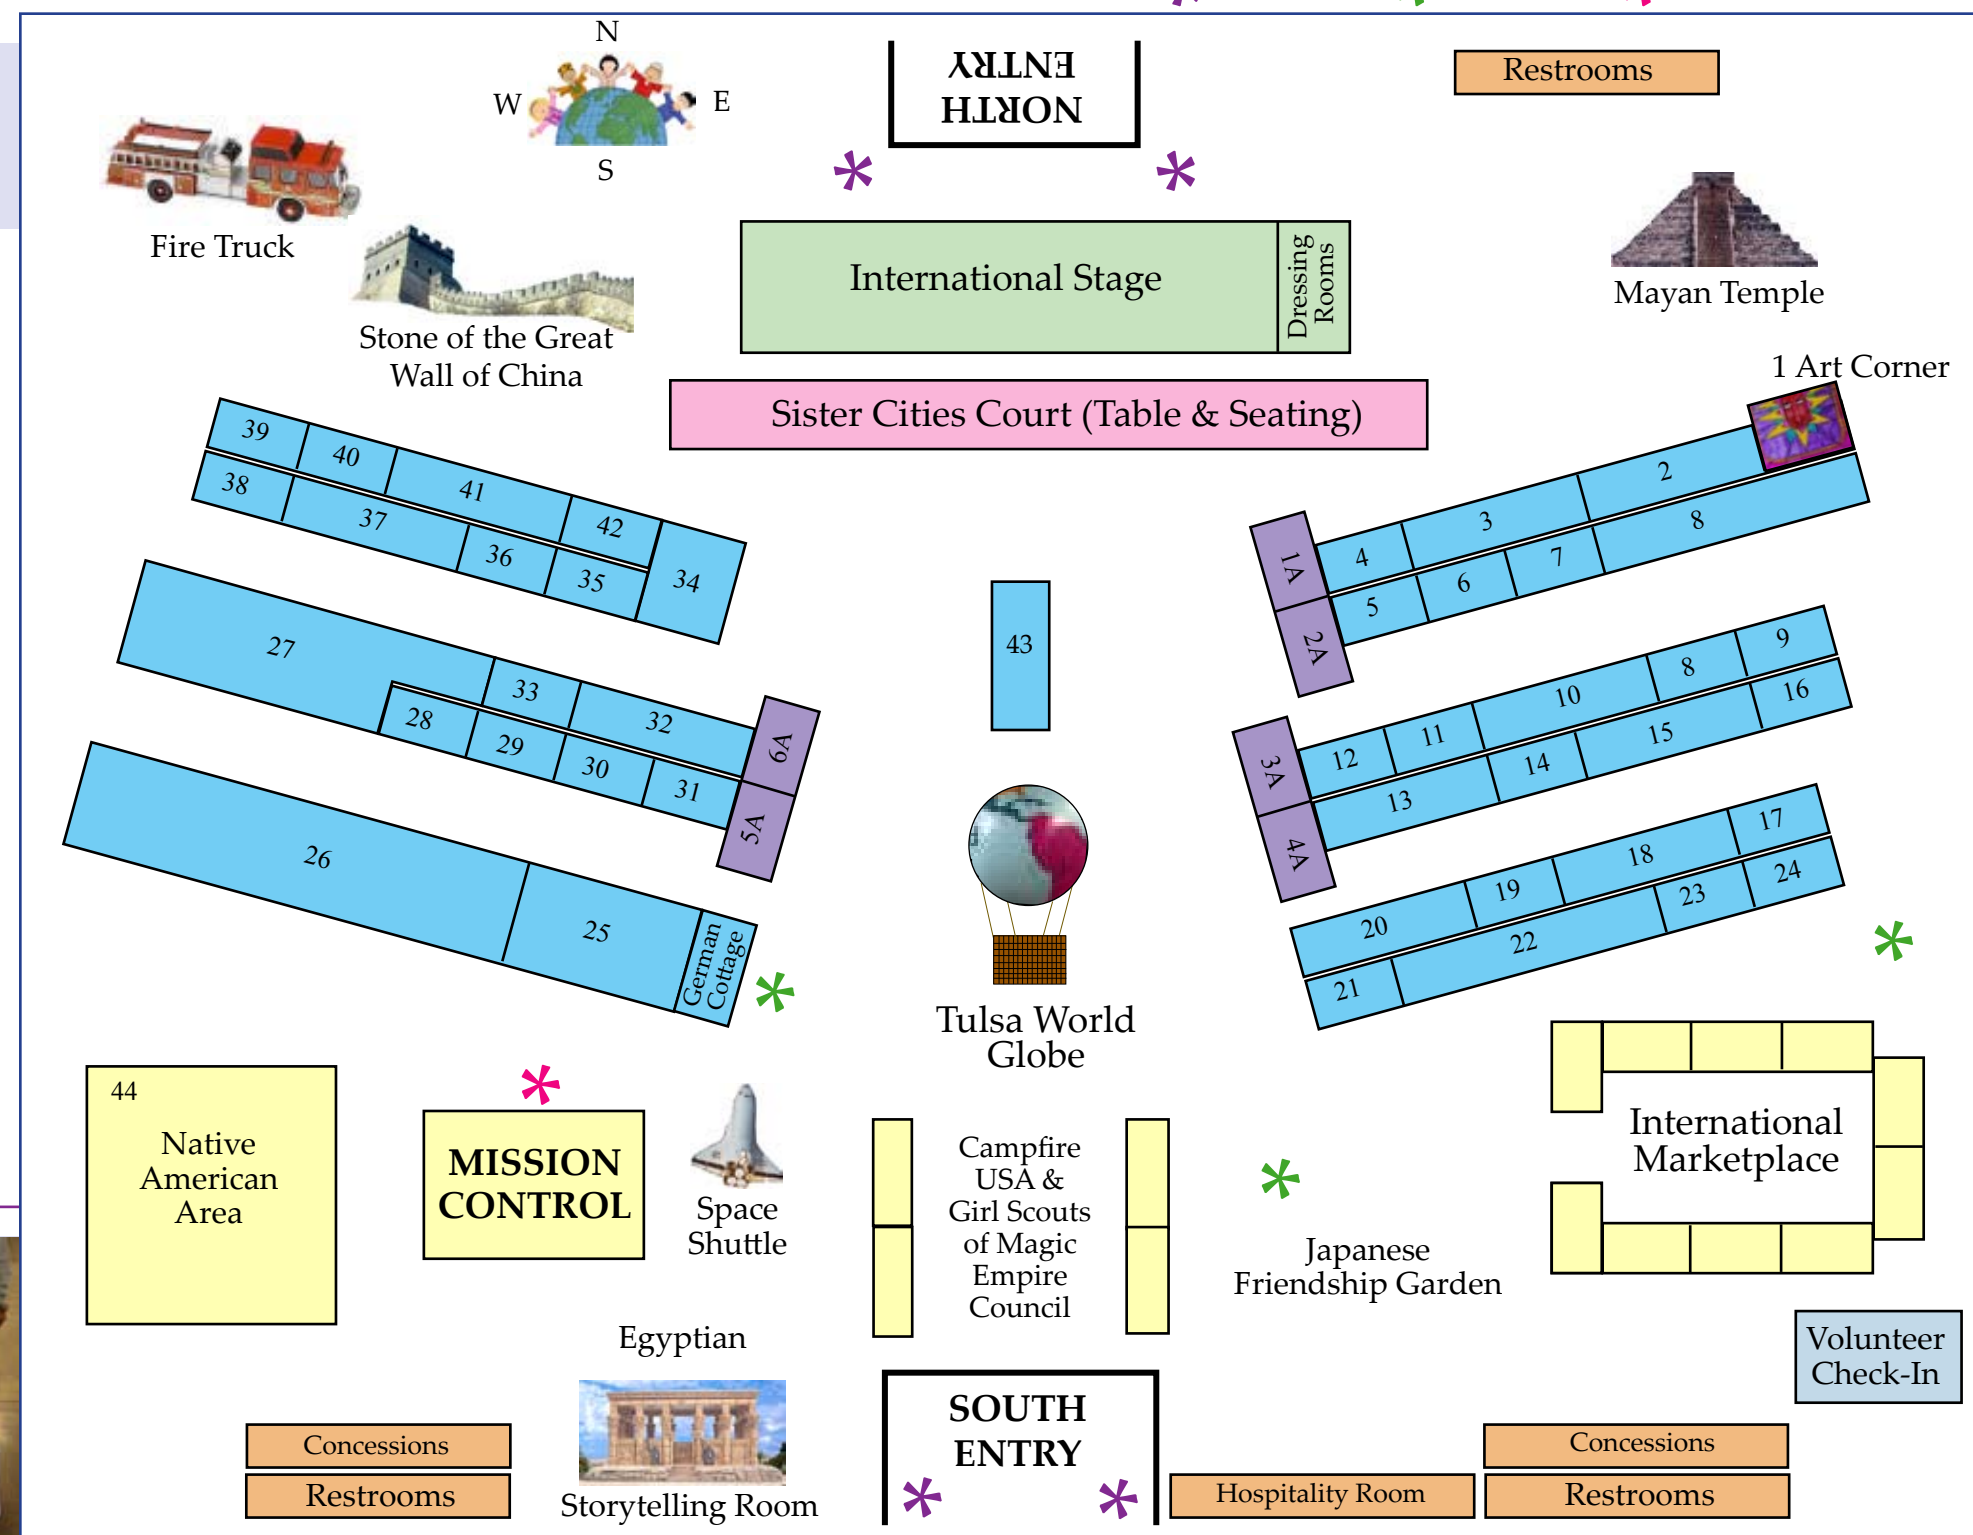 N
W
E
S
NORTH
ENTRY
Restrooms
Fire Truck
Stone of the Great
Wall of China
International Stage
Dressing
Rooms
Mayan Temple
Sister Cities Court (Table & Seating)
1 Art Corner
39
40
41
42
38
37
36
35
34
27
33
32
28
29
30
31
6A
5A
26
25
German
Cottage
43
1A
2A
4
3
2
5
6
7
8
3A
4A
12
11
10
8
9
13
14
15
16
20
19
18
17
21
22
23
24
Tulsa World
Globe
44
Native
American
Area
MISSION
CONTROL
Space
Shuttle
Campfire
USA &
Girl Scouts
of Magic
Empire
Council
Japanese
Friendship Garden
International
Marketplace
Volunteer
Check-In
Egyptian
Storytelling Room
Concessions
Restrooms
SOUTH
ENTRY
Hospitality Room
Concessions
Restrooms